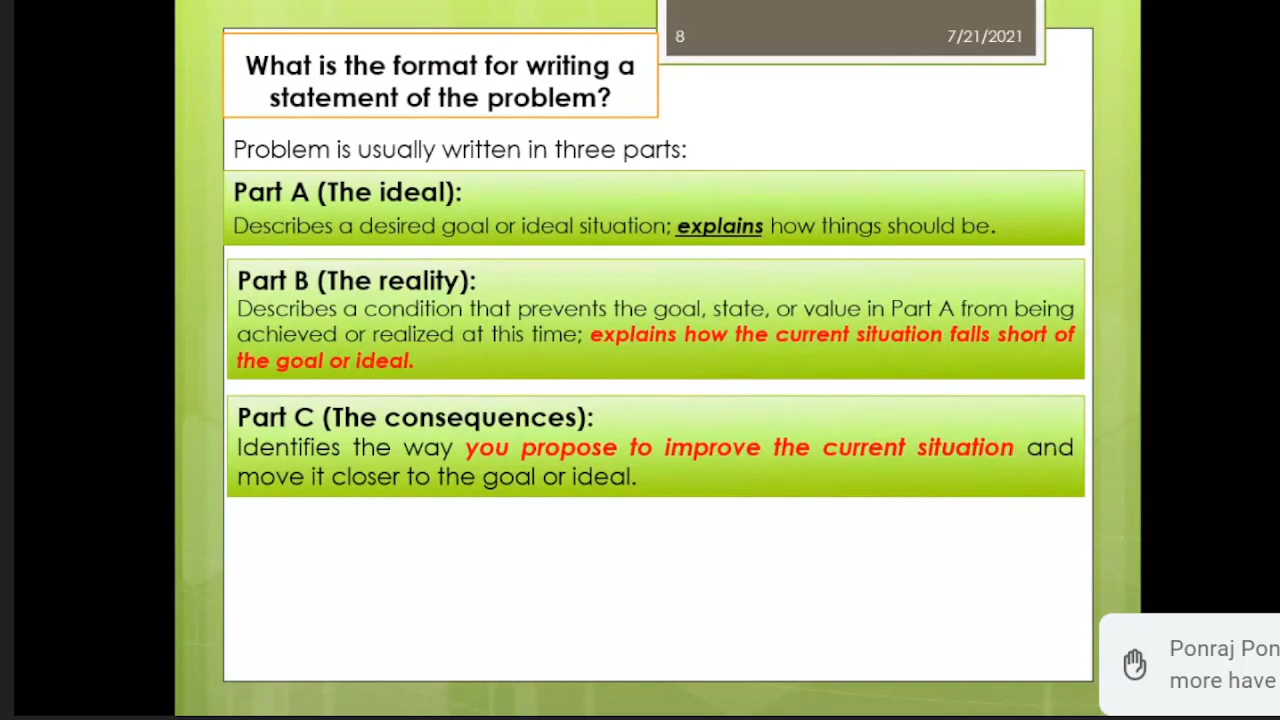 8 7/21/2021
What is the format for writing a
statement of the problem?
Problem is usually written in three parts:
Part A (The ideal):
Describes a desired goal or ideal situation; explains how things should be.
Part B (The reality):
Describes a condition that prevents the goal, state, or value in Part A from being
achieved or realized at this time; explains how the current situation falls short of
the goal or ideal.
Part C (The consequences):
Identifies the way you propose to improve the current situation and
move it closer to the goal or ideal.
Ponraj Pon
more have